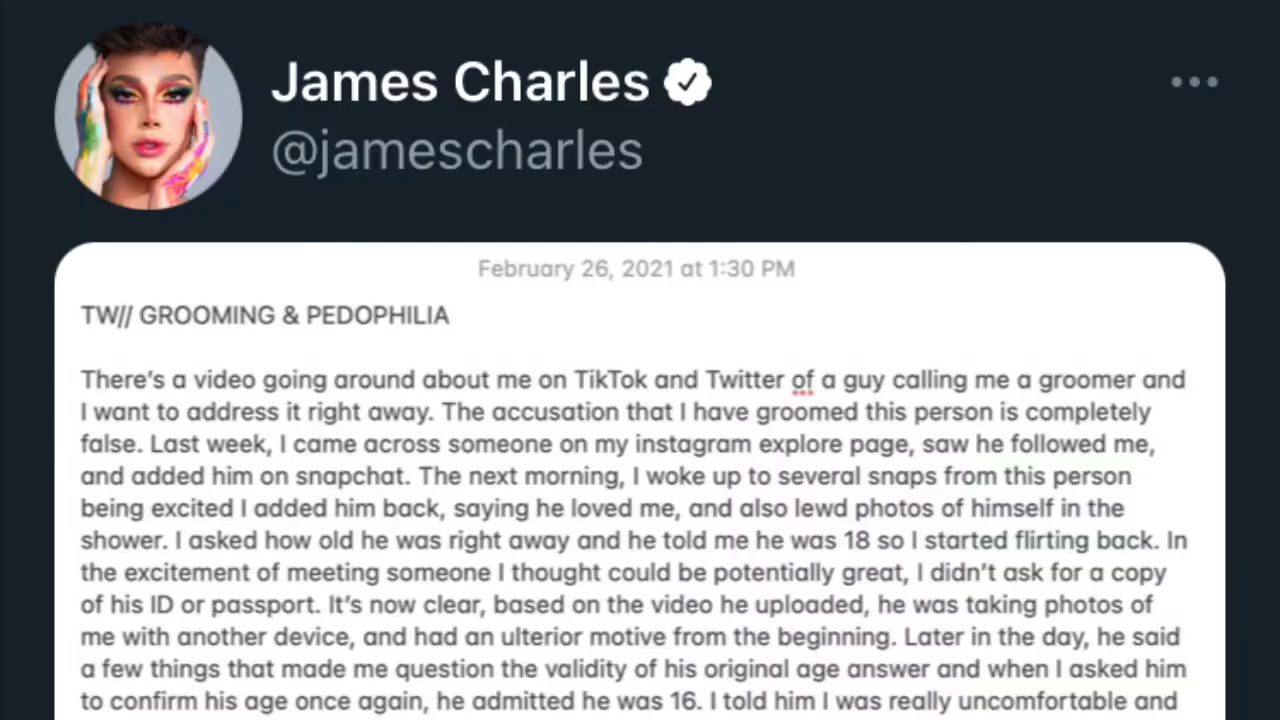 James Charles
@jamescharles
February 26, 2021 at 1:30 PM
TW// GROOMING & PEDOPHILIA
There's a video going around about me on TikTok and Twitter of a guy calling me a groomer and
I want to address it right away. The accusation that I have groomed this person is completely
false. Last week, I came across someone on my instagram explore page, saw he followed me,
and added him on snapchat. The next morning, I woke up to several snaps from this person
being excited I added him back, saying he loved me, and also lewd photos of himself in the
shower. I asked how old he was right away and he told me he was 18 so I started flirting back. In
the excitement of meeting someone I thought could be potentially great, I didn't ask for a copy
of his ID or passport. It's now clear, based on the video he uploaded, he was taking photos of
me with another device, and had an ulterior motive from the beginning. Later in the day, he said
a few things that made me question the validity of his original age answer and when I asked him
to confirm his age once again, he admitted he was 16. I told him I was really uncomfortable and